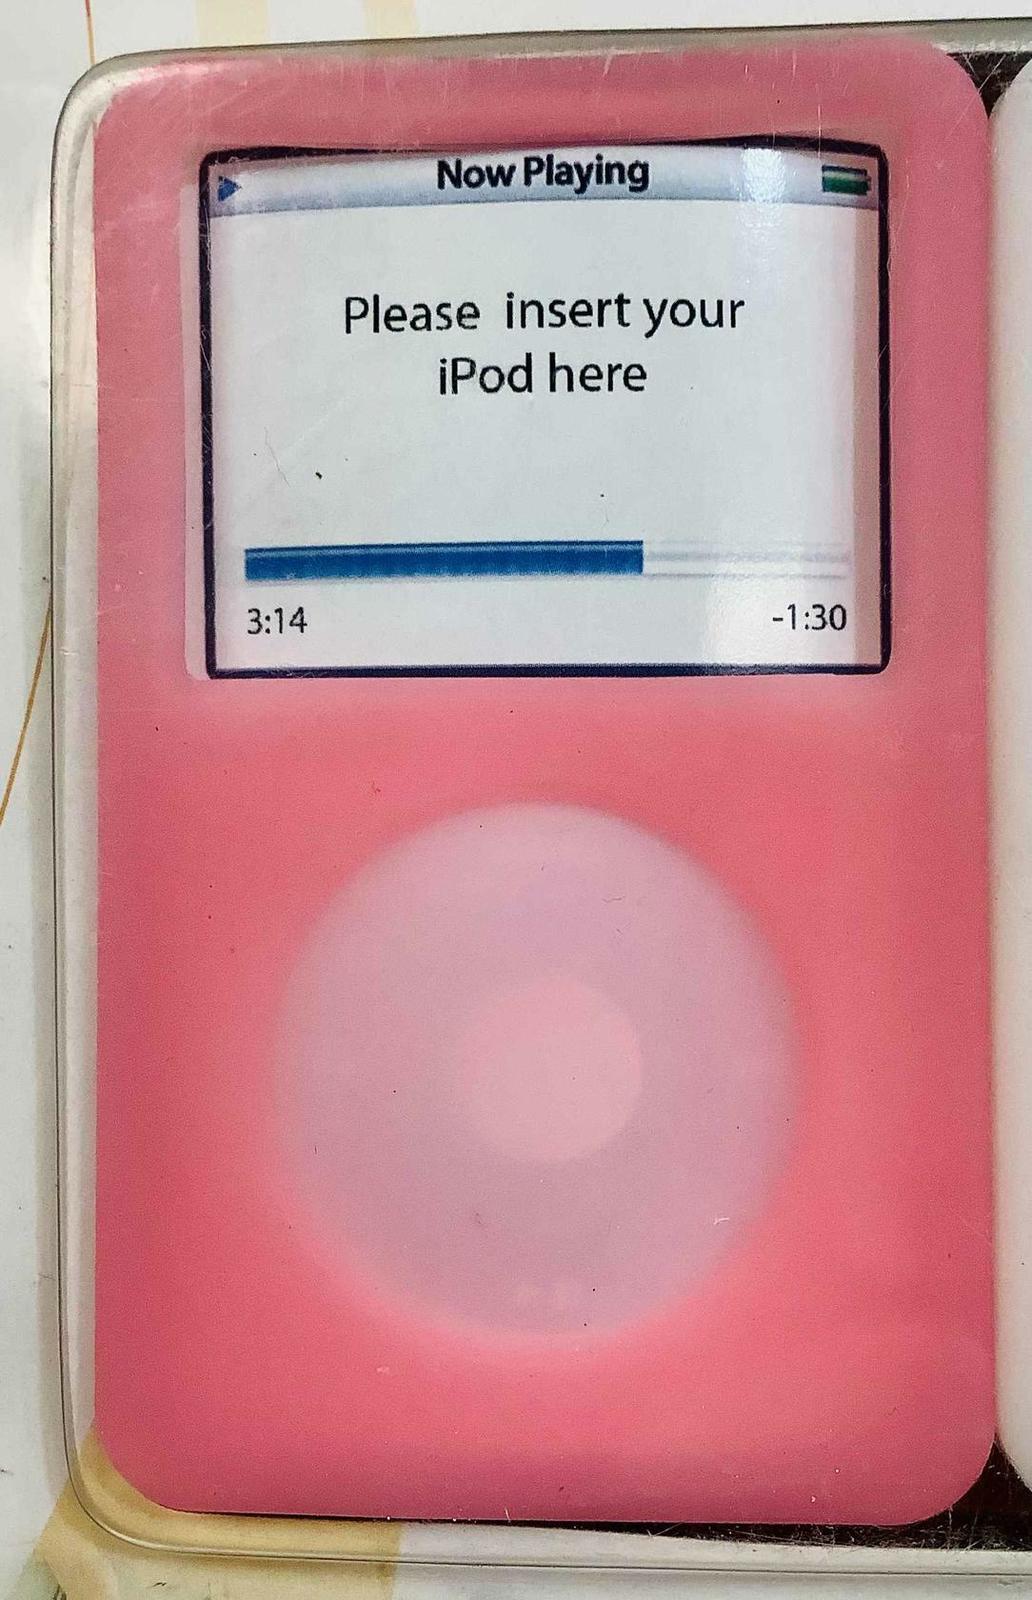 Now Playing
Please insert your
iPod here
3:14 -1:30